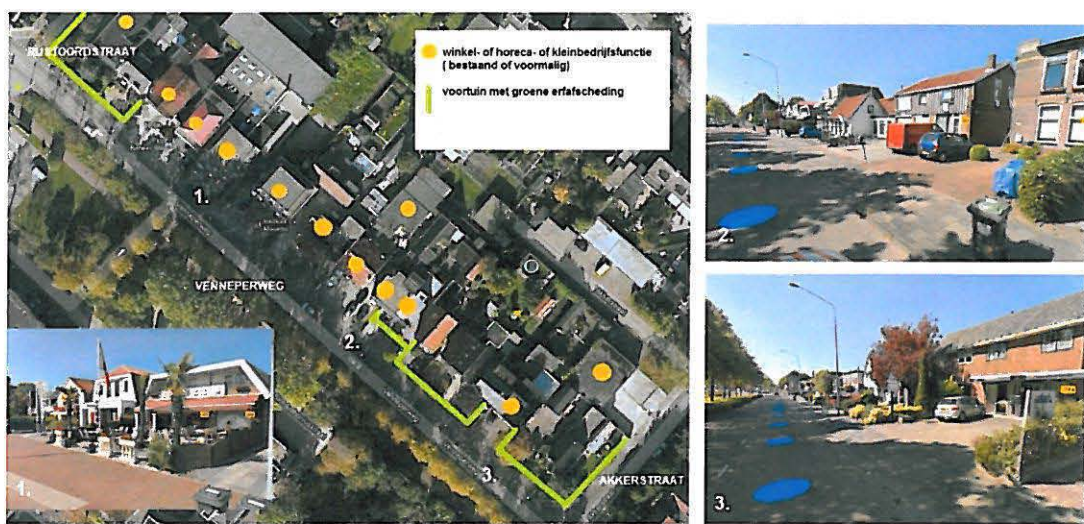 RUSTOORDSTRAAT
winkel- of horeca- of kleinbedrijfsfunctie
( bestaand of voormalig)
voortuin met groene erfafscheding
1.
VENNEPERWEG
2.
3.
AKKERSTRAAT
1.
2.
3.